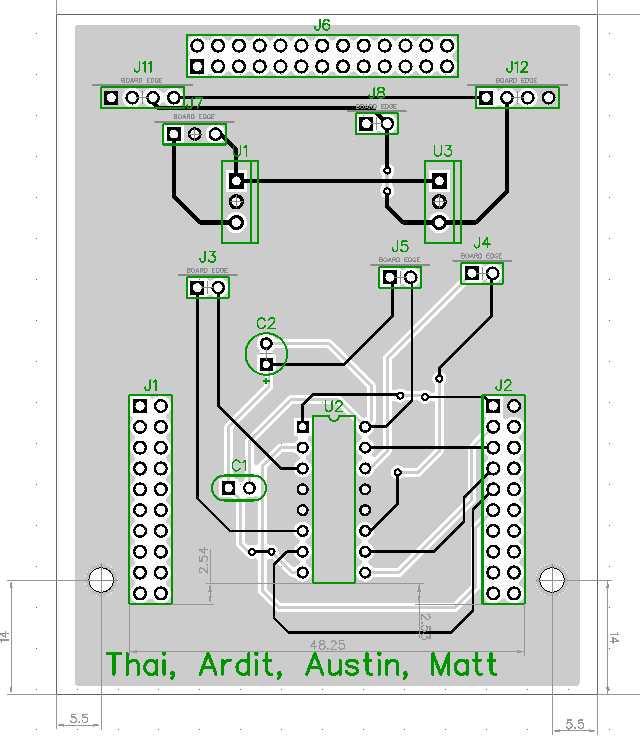 J6
J11
BOARD EDGE
J12
BOARD EDGE
J8
BOARD EDGE
J7
BOARD EDGE
J1
U3
J3
BOARD EDGE
J5
BOARD EDGE
J4
BOARD EDGE
C2
+
J1
U2
J2
C1
2.54
2.53
48.25
14
14
Thai, Ardit, Austin, Matt
5.5
5.5